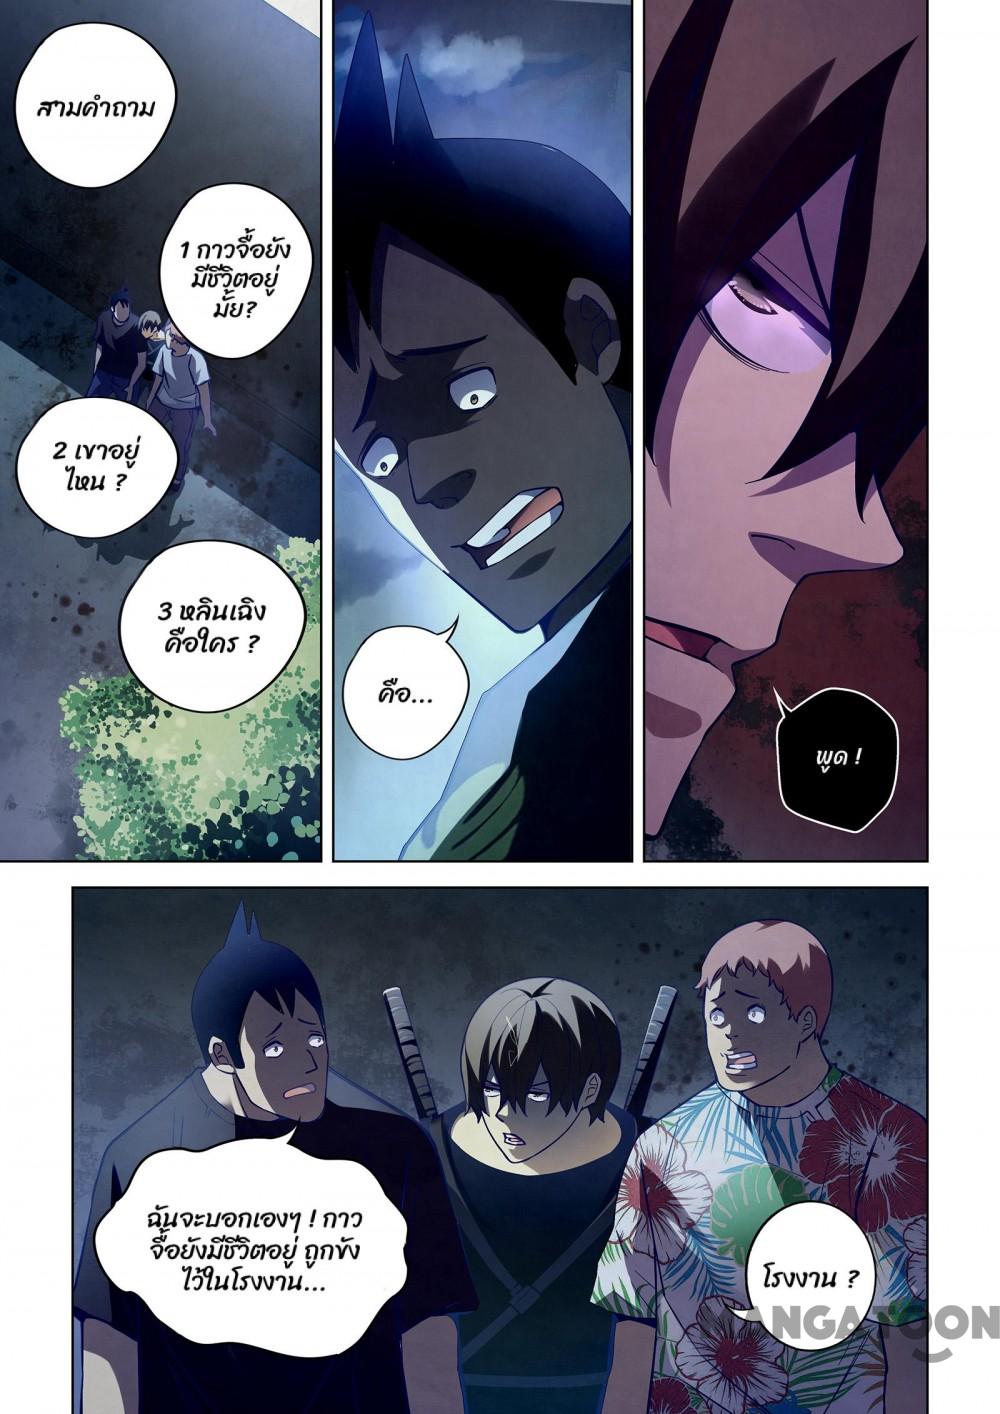 สามคำถาม
1 กาวจื้อยัง
มีชีวิตอยู่
มั้ย?
2 เขาอยู่
ไหน ?
3 หลินเฉิง
คือใคร ?
คือ...
พูด !
ฉันจะบอกเองๆ ! กาว
จื้อยังมีชีวิตอยู่ ถูกขัง
ไว้ในโรงงาน...
โรงงาน ?
MANGATOON